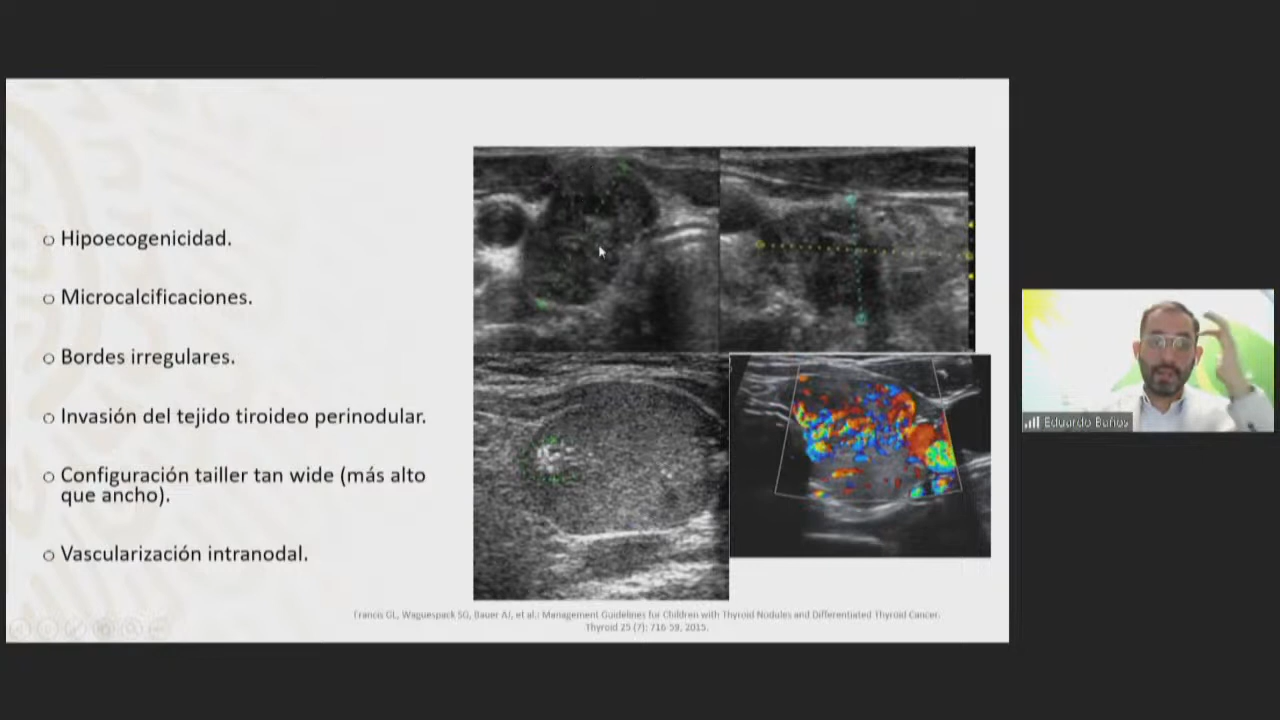 o Hipoecogenicidad.
o Microcalcificaciones.
o Bordes irregulares.
o Invasión del tejido tiroideo perinodular.
o Configuración tailler tan wide (más alto
que ancho).
o Vascularización intranodal.
Francis GL, Waguespack SG, Bauer AJ, et al.: Management Guidelines for Children with Thyroid Nodules and Differentiated Thyroid Cancer.
Thyroid 25 (7): 716-59, 2015.
Eduardo Baños